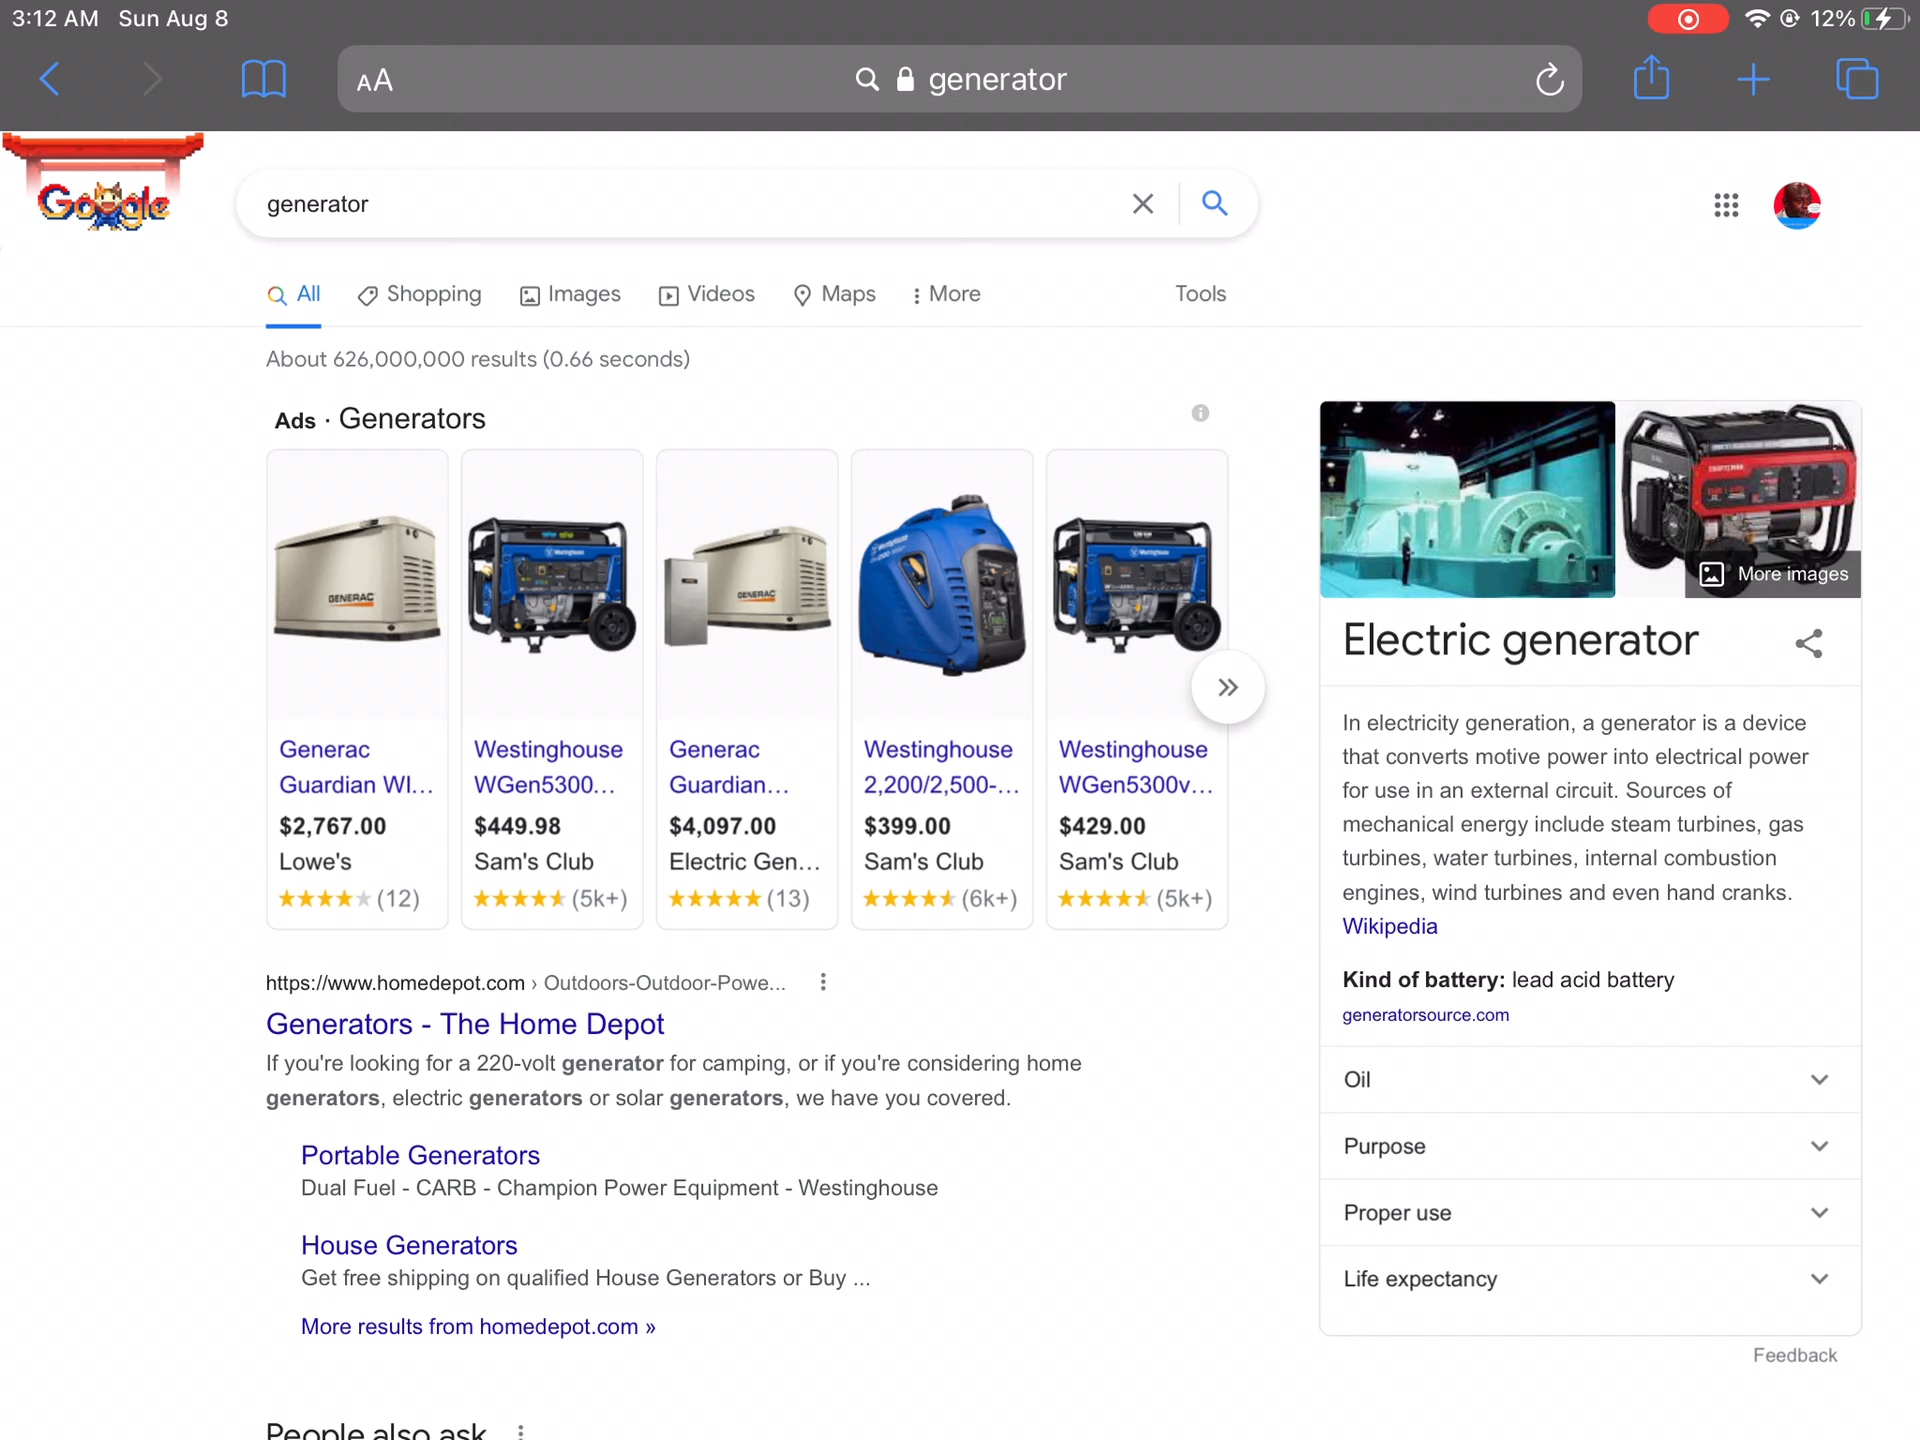 3:12 AM Sun Aug 8
12%
AA
generator
Google
generator
All
Shopping
Images
Videos
Maps
More
Tools
About 626,000,000 results (0.66 seconds)
Ads · Generators
GENERAC
Westinghouse
GENERAC
Westinghouse
Westinghouse
Generac
Guardian WI...
$2,767.00
Lowe's
(12)
Westinghouse
WGen5300...
$449.98
Sam's Club
(5k+)
Generac
Guardian...
$4,097.00
Electric Gen...
(13)
Westinghouse
2,200/2,500-...
$399.00
Sam's Club
(6k+)
Westinghouse
WGen5300v...
$429.00
Sam's Club
(5k+)
https://www.homedepot.com › Outdoors-Outdoor-Powe...
Generators - The Home Depot
If you're looking for a 220-volt generator for camping, or if you're considering home
generators, electric generators or solar generators, we have you covered.
Portable Generators
Dual Fuel - CARB - Champion Power Equipment - Westinghouse
House Generators
Get free shipping on qualified House Generators or Buy ...
More results from homedepot.com »
People also ask
CRAFTSMAN
More images
Electric generator
In electricity generation, a generator is a device
that converts motive power into electrical power
for use in an external circuit. Sources of
mechanical energy include steam turbines, gas
turbines, water turbines, internal combustion
engines, wind turbines and even hand cranks.
Wikipedia
Kind of battery: lead acid battery
generatorsource.com
Oil
Purpose
Proper use
Life expectancy
Feedback